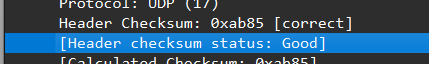 Protocol: UDP (17)
Header Checksum: 0xab85 [correct]
[Header checksum status: Good]
[Calculated Checksum: 0xab85]